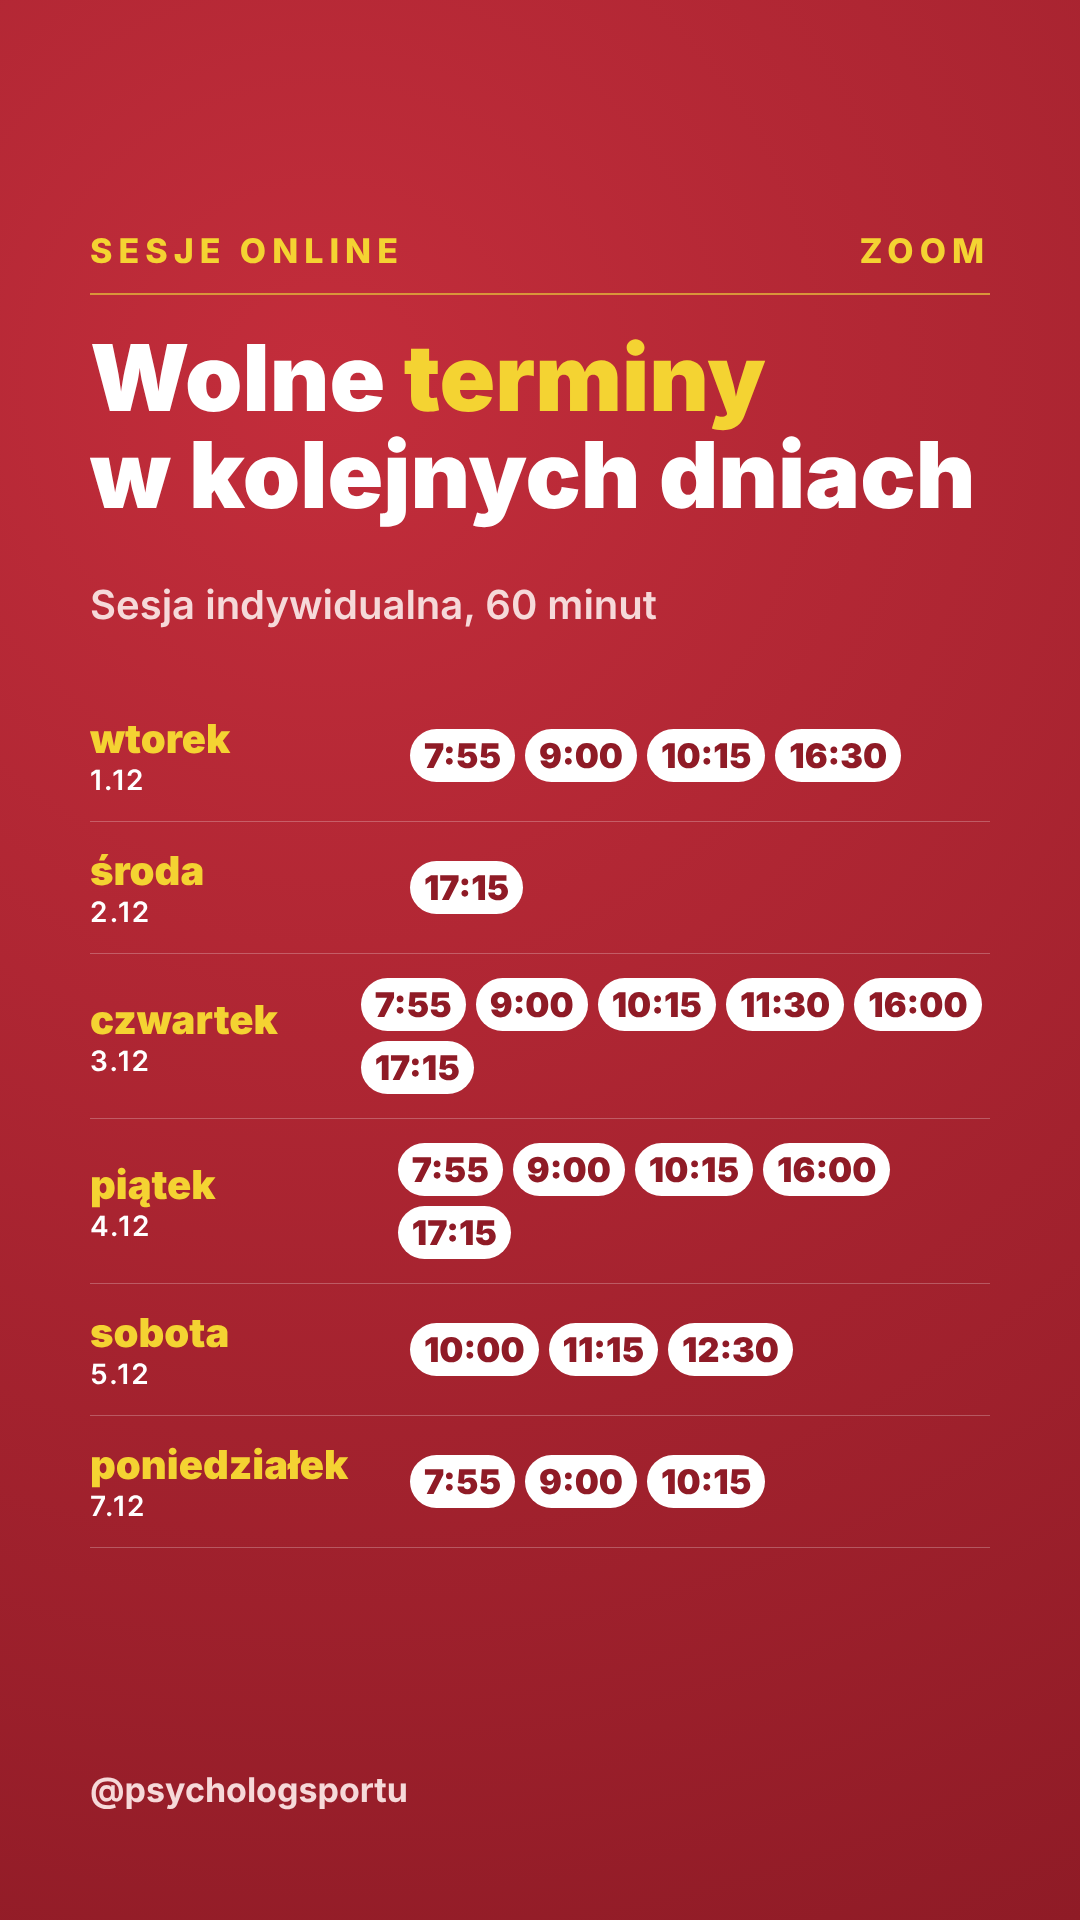 SESJE ONLINE ZOOM
Wolne terminy
w kolejnych dniach
Sesja indywidualna, 60 minut
wtorek
1.12
7:55 9:00 10:15 16:30
środa
2.12
17:15
czwartek
3.12
7:55 9:00 10:15 11:30 16:00
17:15
piątek
4.12
7:55 9:00 10:15 16:00
17:15
sobota
5.12
10:00 11:15 12:30
poniedziałek
7.12
7:55 9:00 10:15
@psychologsportu